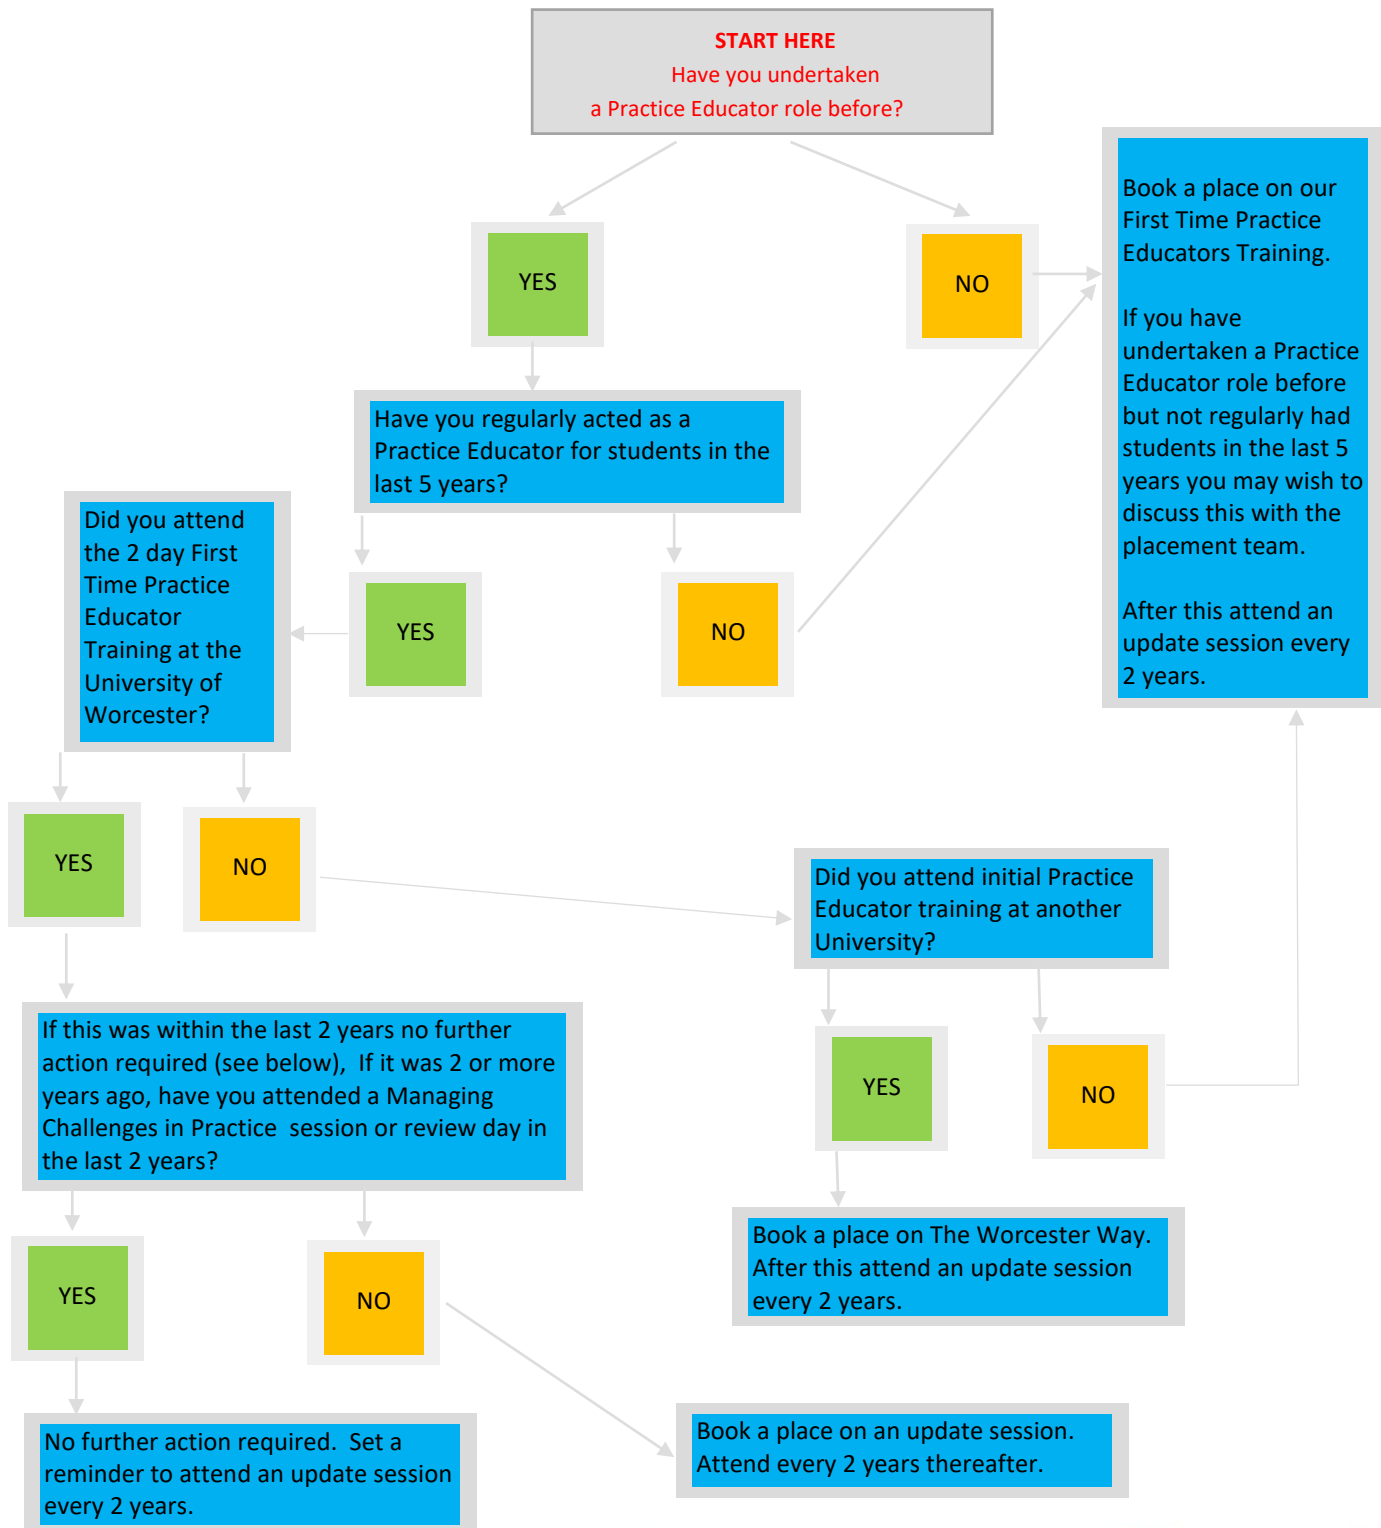 START HERE
Have you undertaken
a Practice Educator role before?
YES
NO
Book a place on our
First Time Practice
Educators Training.
If you have
undertaken a Practice
Educator role before
but not regularly had
students in the last 5
years you may wish to
discuss this with the
placement team.
After this attend an
update session every
2 years.
Have you regularly acted as a
Practice Educator for students in the
last 5 years?
YES
NO
Did you attend
the 2 day First
Time Practice
Educator
Training at the
University of
Worcester?
YES
NO
Did you attend initial Practice
Educator training at another
University?
YES
NO
If this was within the last 2 years no further
action required (see below),  If it was 2 or more
years ago, have you attended a Managing
Challenges in Practice  session or review day in
the last 2 years?
Book a place on The Worcester Way.
After this attend an update session
every 2 years.
YES
NO
No further action required.  Set a
reminder to attend an update session
every 2 years.
Book a place on an update session.
Attend every 2 years thereafter.